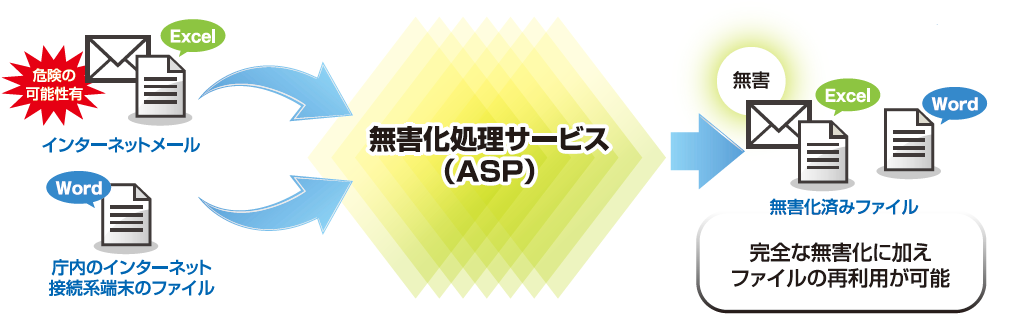 Excel
危険の
可能性有
インターネットメール
Word
庁内のインターネット
接続系端末のファイル
無害化処理サービス
（ASP）
無害
Excel
Word
無害化済みファイル
完全な無害化に加え
ファイルの再利用が可能